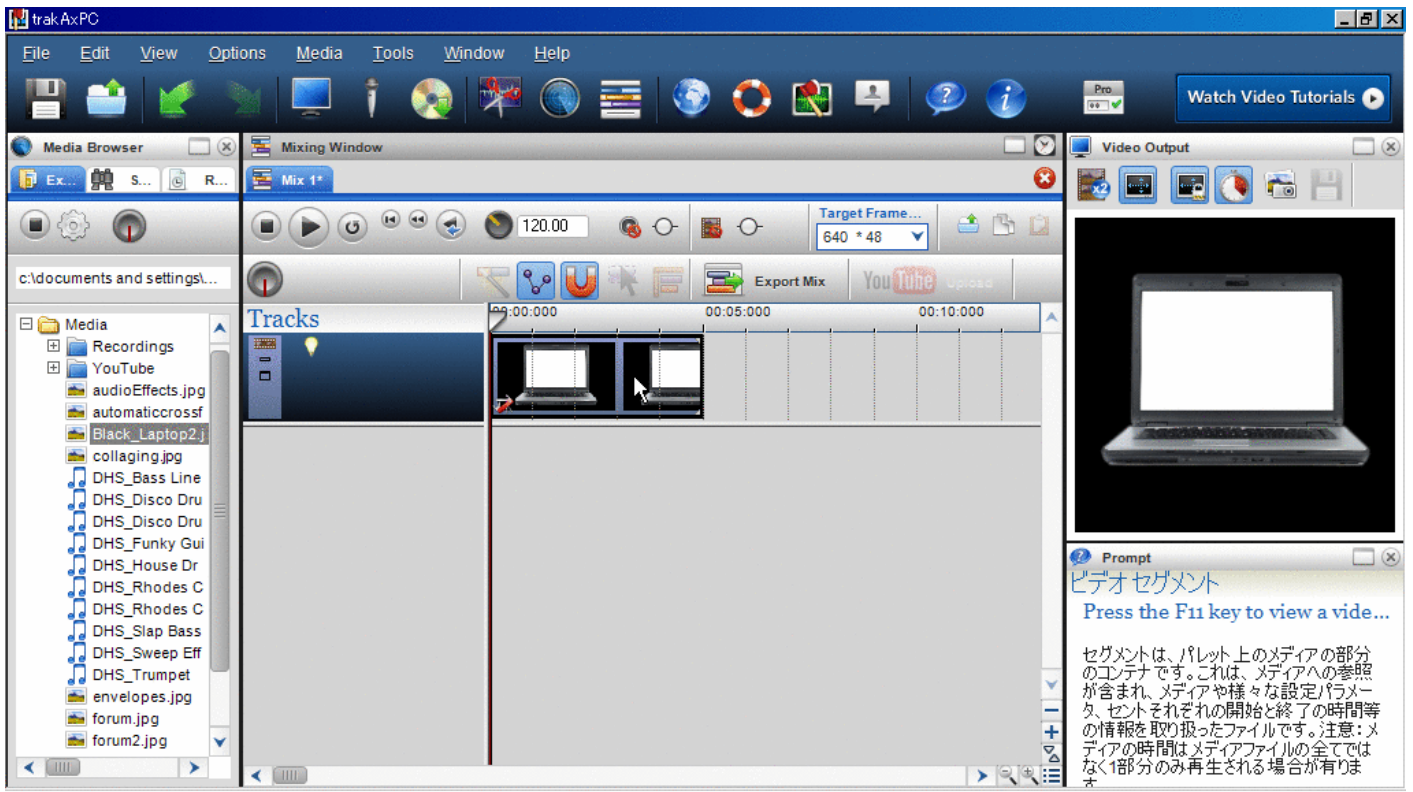 trakAxPC
File Edit View Options Media Tools Window Help
Pro
Watch Video Tutorials
Media Browser
Ex... S... R...
c:\documents and settings\...
Media
Recordings
YouTube
audioEffects.jpg
automaticcrossf
Black_Laptop2.j
collaging.jpg
DHS_Bass Line
DHS_Disco Dru
DHS_Disco Dru
DHS_Funky Gui
DHS_House Dr
DHS_Rhodes C
DHS_Rhodes C
DHS_Slap Bass
DHS_Sweep Eff
DHS_Trumpet
envelopes.jpg
forum.jpg
forum2.jpg
Mixing Window
Mix 1*
120.00
Target Frame...
640 * 48
Export Mix
YouTube Upload
Tracks
00:00:000 00:05:000 00:10:000
Video Output
x2
Prompt
ビデオ セグメント
Press the F11 key to view a vide...
セグメントは、パレット上のメディアの部分
のコンテナです。これは、メディアへの参照
が含まれ、メディアや様々な設定パラメー
タ、セントそれぞれの開始と終了の時間等
の情報を取り扱ったファイルです。注意：メ
ディアの時間はメディアファイルの全てでは
なく1部分のみ再生される場合が有りま
す